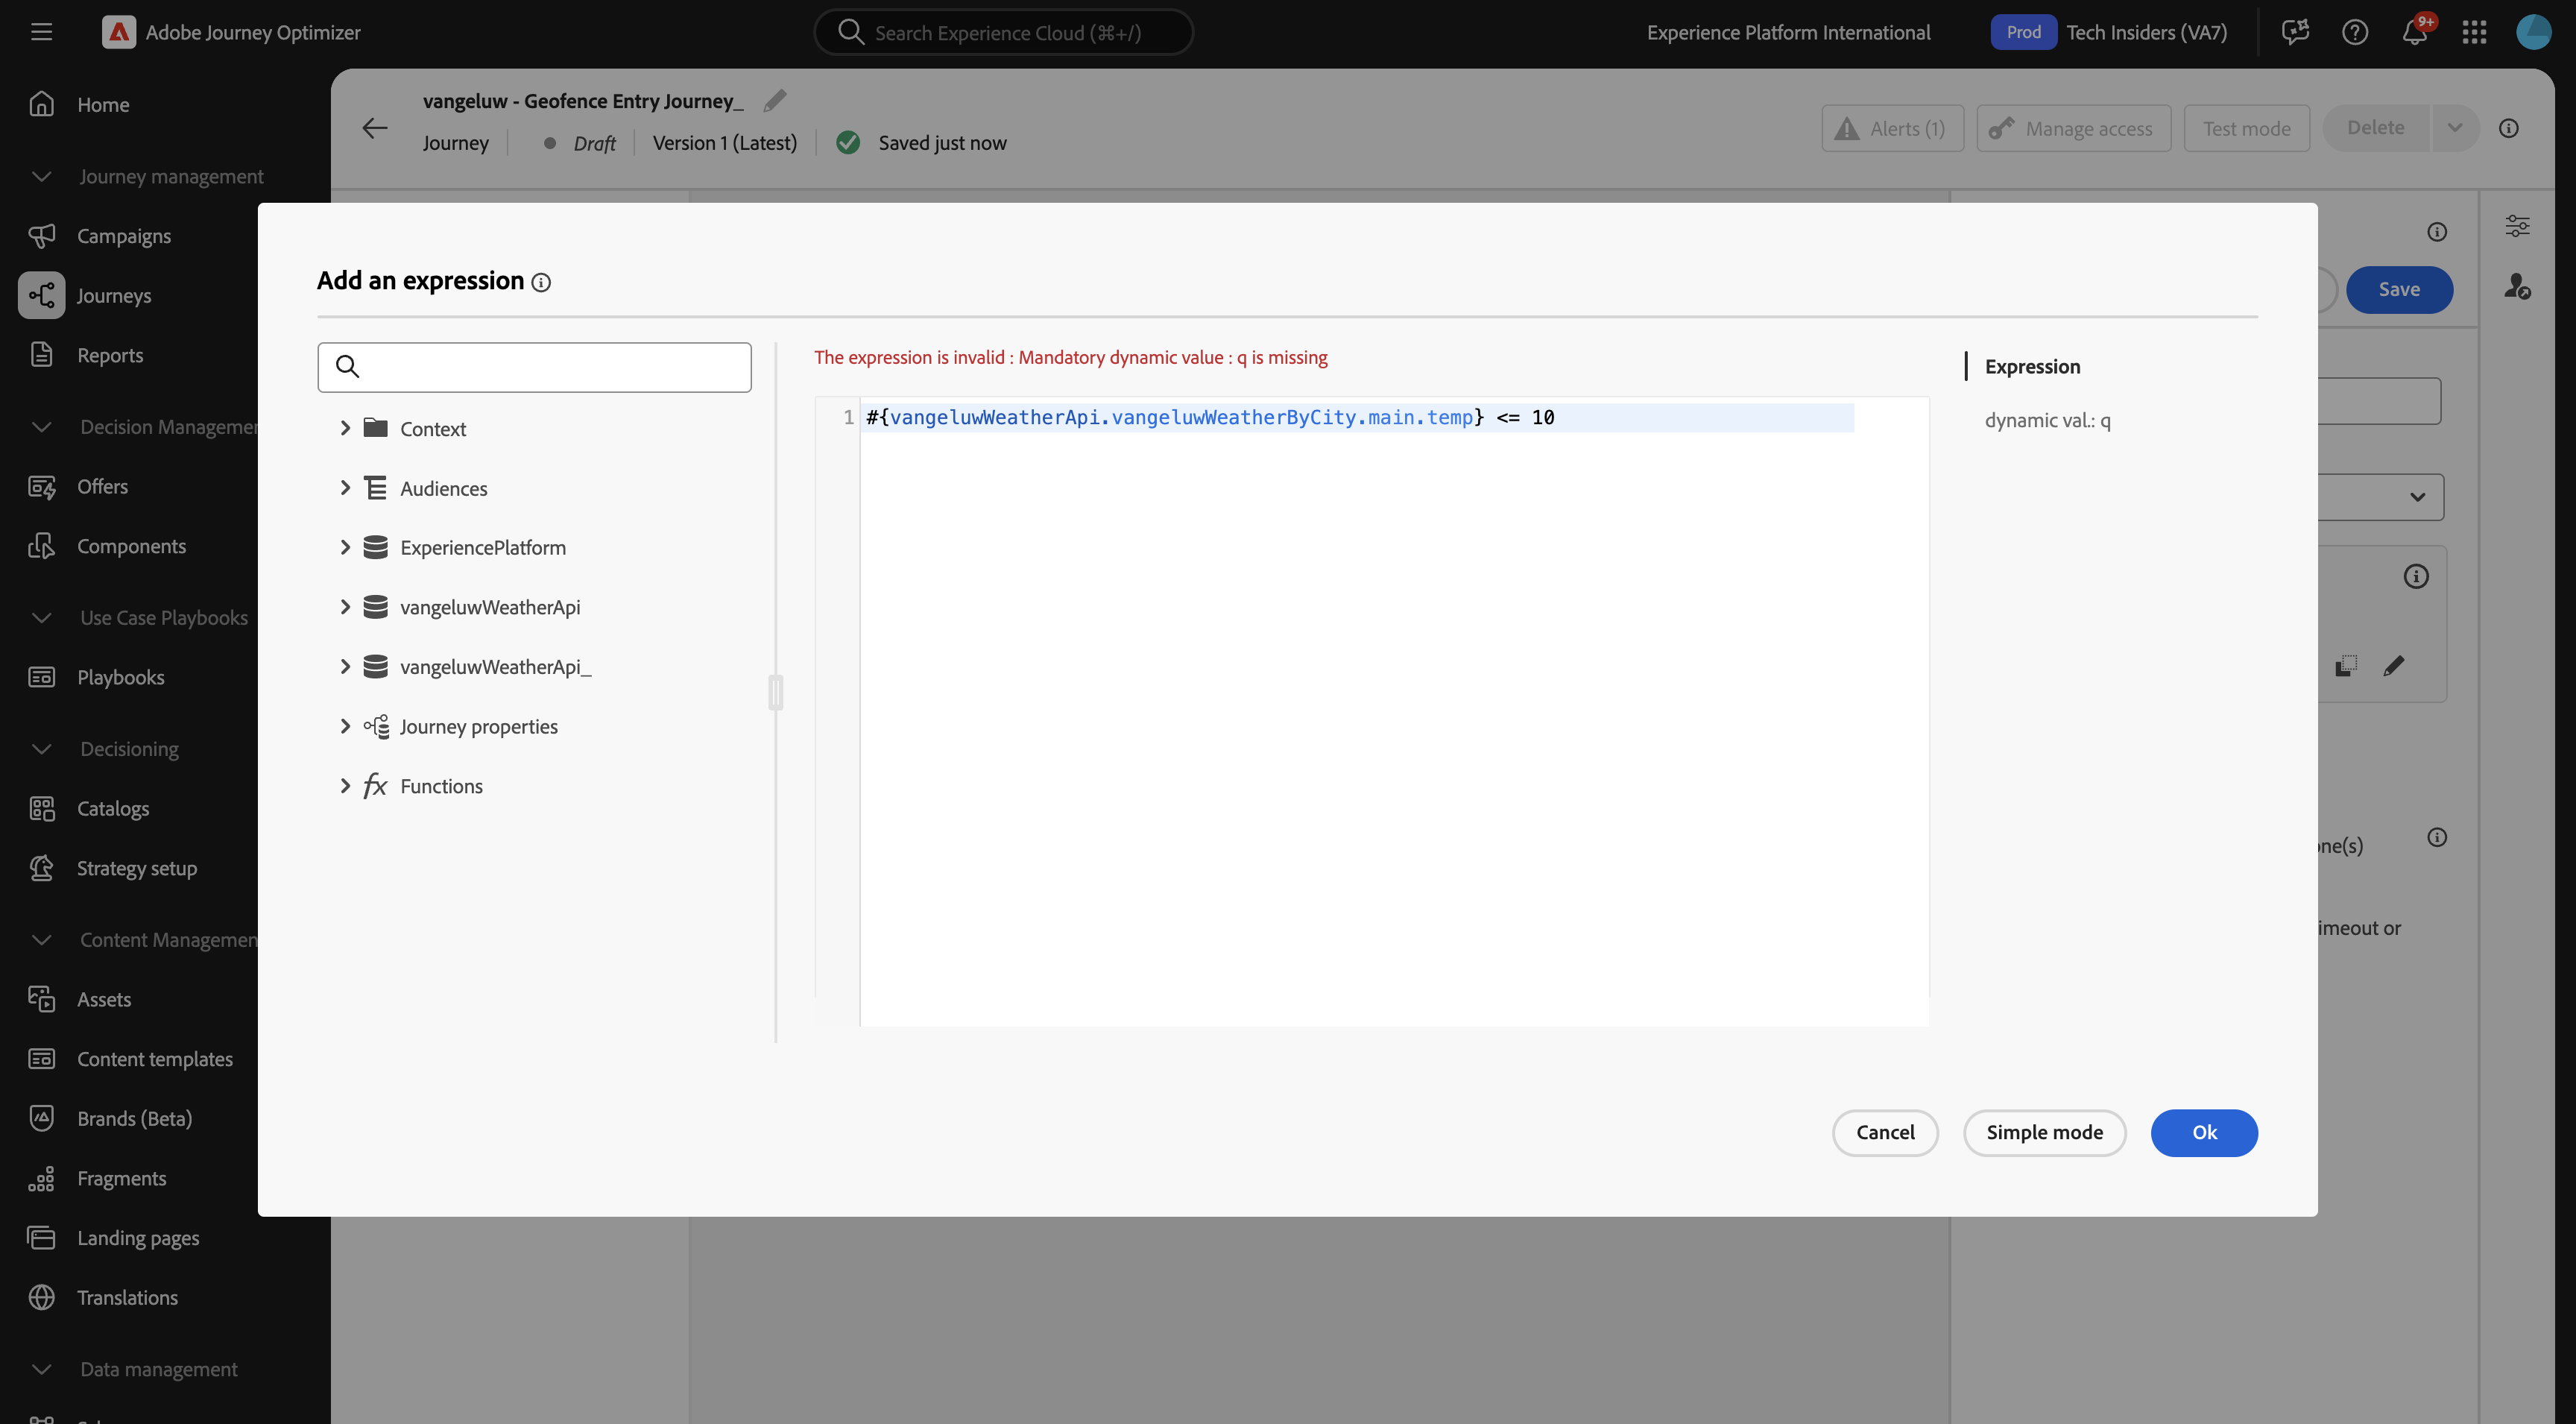 Adobe Journey Optimizer
Search Experience Cloud (⌘+/)
Experience Platform International
Prod
Tech Insiders (VA7)
9+
Home
Journey management
Campaigns
Journeys
Reports
Decision Managemen
Offers
Components
Use Case Playbooks
Playbooks
Decisioning
Catalogs
Strategy setup
Content Managemen
Assets
Content templates
Brands (Beta)
Fragments
Landing pages
Translations
Data management
vangeluw - Geofence Entry Journey_
Journey
Draft
Version 1 (Latest)
Saved just now
Alerts (1)
Manage access
Test mode
Delete
Save
one(s)
imeout or
Add an expression
Context
Audiences
ExperiencePlatform
vangeluwWeatherApi
vangeluwWeatherApi_
Journey properties
fx Functions
The expression is invalid : Mandatory dynamic value : q is missing
1 #{vangeluwWeatherApi.vangeluwWeatherByCity.main.temp} <= 10
Expression
dynamic val.: q
Cancel
Simple mode
Ok